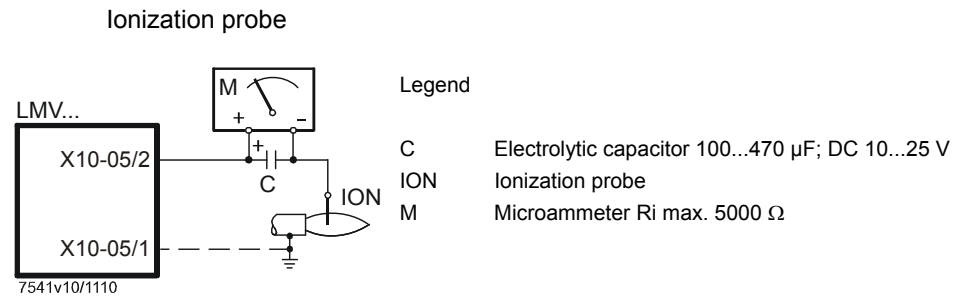 Ionization probe
LMV...
M
+ –
X10-05/2
+
C
ION
X10-05/1
7541v10/1110
Legend
C Electrolytic capacitor 100...470 µF; DC 10...25 V
ION Ionization probe
M Microammeter Ri max. 5000 Ω